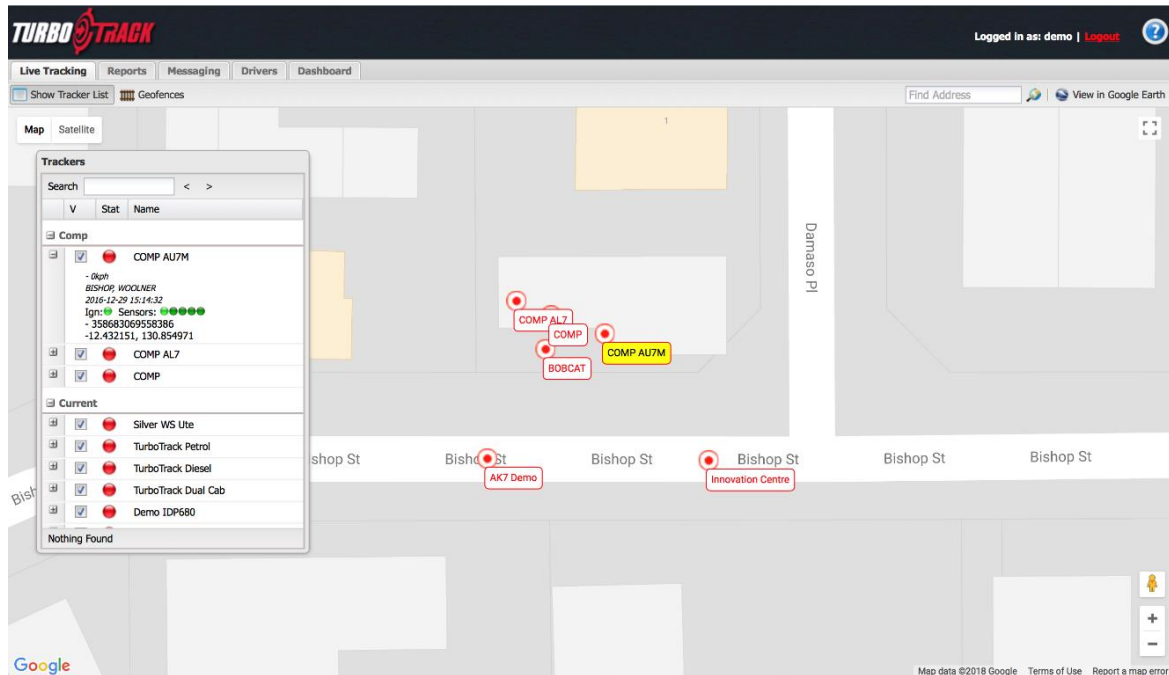 TURBO TRACK
Logged in as: demo | Logout
?
Live Tracking Reports Messaging Drivers Dashboard
Show Tracker List Geofences Find Address View in Google Earth
Map Satellite
1
Trackers
Search < >
V Stat Name
Comp
COMP AU7M
- 0kph
BISHOP, WOOLNER
2016-12-29 15:14:32
Ign: Sensors:
- 358683069558386
-12.432151, 130.854971
COMP AL7
COMP
Current
Silver WS Ute
TurboTrack Petrol
TurboTrack Diesel
TurboTrack Dual Cab
Demo IDP680
Nothing Found
Damaso Pl
COMP AL7
COMP
COMP AU7M
BOBCAT
Bishop St Bishop St Bishop St Bishop St Bishop St
AK7 Demo
Innovation Centre
+
−
Google
Map data ©2018 Google Terms of Use Report a map error